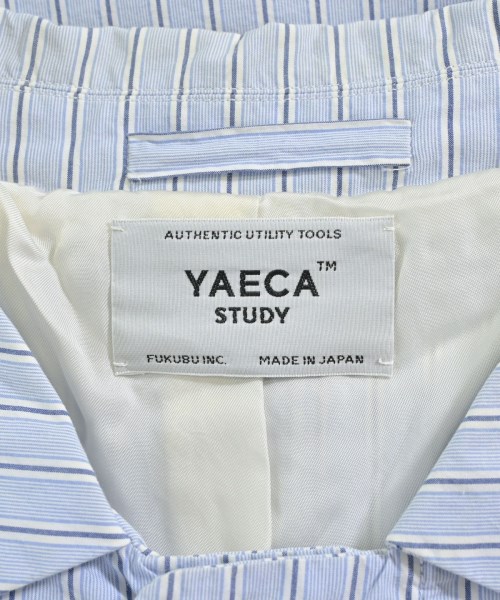 AUTHENTIC UTILITY TOOLS
YAECA™
STUDY
FUKUBU INC. MADE IN JAPAN